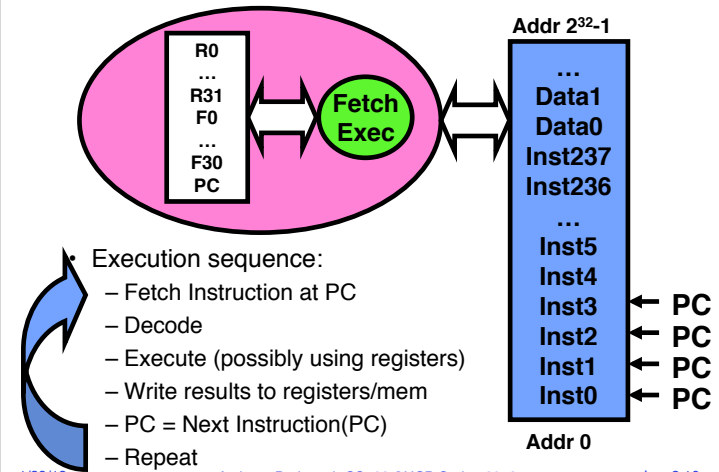 Addr 2³²-1
R0
...
R31
F0
...
F30
PC
Fetch
Exec
...
Data1
Data0
Inst237
Inst236
...
Inst5
Inst4
Inst3
Inst2
Inst1
Inst0
PC
PC
PC
PC
Addr 0
• Execution sequence:
– Fetch Instruction at PC
– Decode
– Execute (possibly using registers)
– Write results to registers/mem
– PC = Next Instruction(PC)
– Repeat